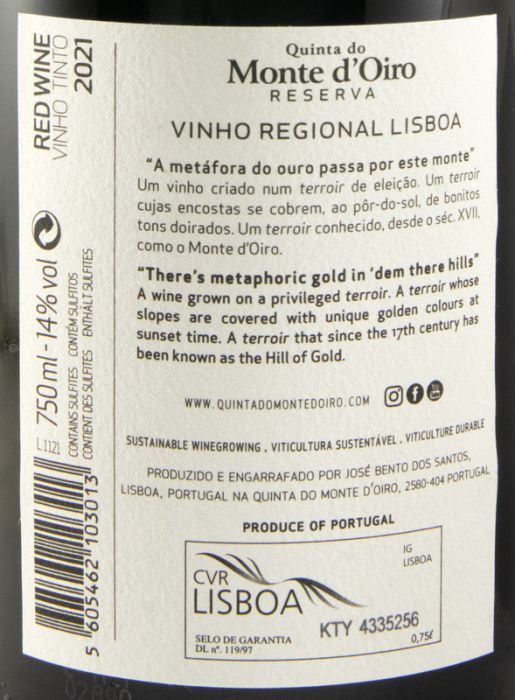 Quinta do
Monte d'Oiro
RESERVA
VINHO REGIONAL LISBOA
"A metáfora do ouro passa por este monte"
Um vinho criado num terroir de eleição. Um terroir
cujas encostas se cobrem, ao pôr-do-sol, de bonitos
tons doirados. Um terroir conhecido, desde o séc. XVII,
como o Monte d'Oiro.
"There's metaphoric gold in 'dem there hills"
A wine grown on a privileged terroir. A terroir whose
slopes are covered with unique golden colours at
sunset time. A terroir that since the 17th century has
been known as the Hill of Gold.
WWW.QUINTADOMONTEDOIRO.COM
SUSTAINABLE WINEGROWING . VITICULTURA SUSTENTÁVEL . VITICULTURE DURABLE
PRODUZIDO E ENGARRAFADO POR JOSÉ BENTO DOS SANTOS,
LISBOA, PORTUGAL NA QUINTA DO MONTE D'OIRO, 2580-404 PORTUGAL
PRODUCE OF PORTUGAL
IG
LISBOA
CVR
LISBOA
KTY 4335256
SELO DE GARANTIA
DL nº. 119/97
0,75ℓ
RED WINE
VINHO TINTO
2021
750 ml - 14% vol
CONTAINS SULFITES CONTÉM SULFITOS
CONTIENT DES SULFITES ENTHÄLT SULFITES
L1121
5 605462 103013